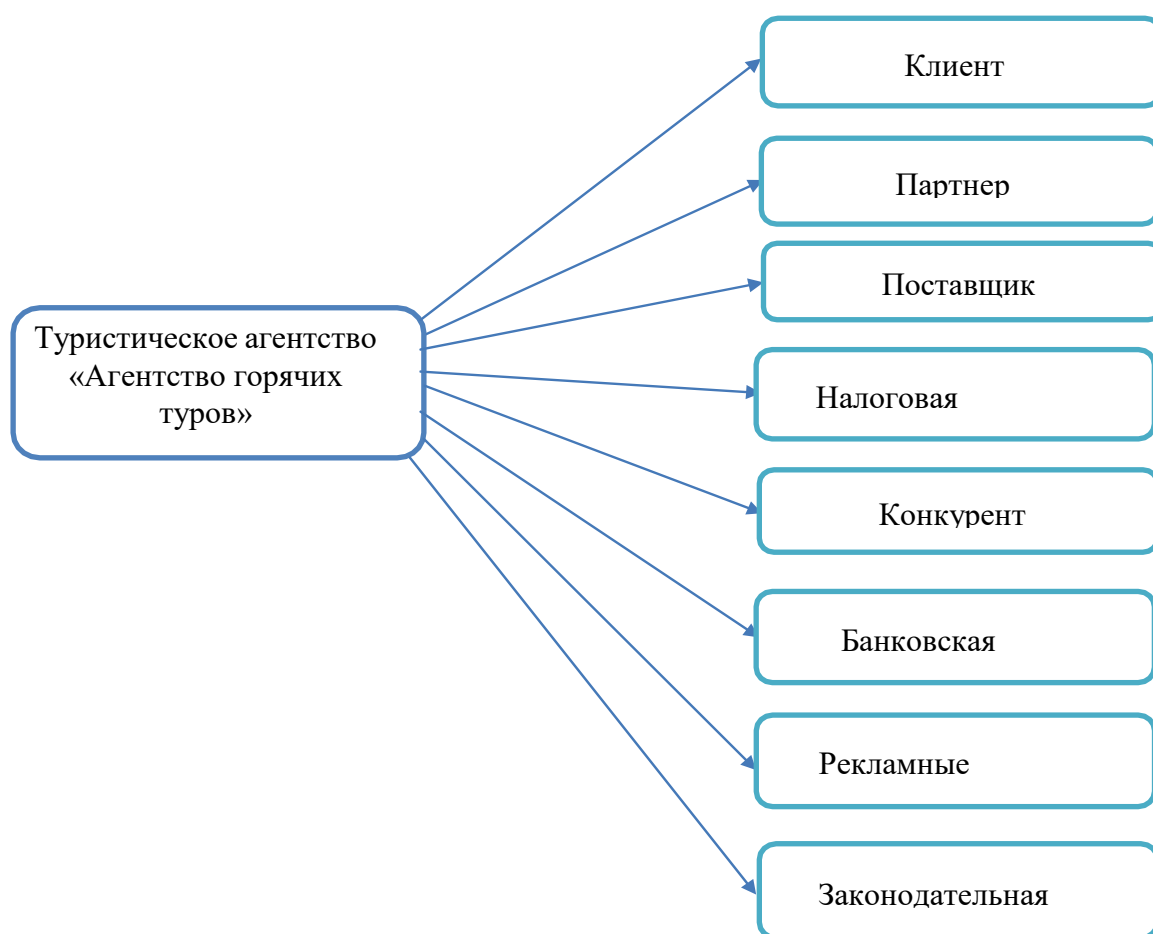 Клиент
Партнер
Поставщик
Туристическое агентство
«Агентство горячих
туров»
Налоговая
Конкурент
Банковская
Рекламные
Законодательная